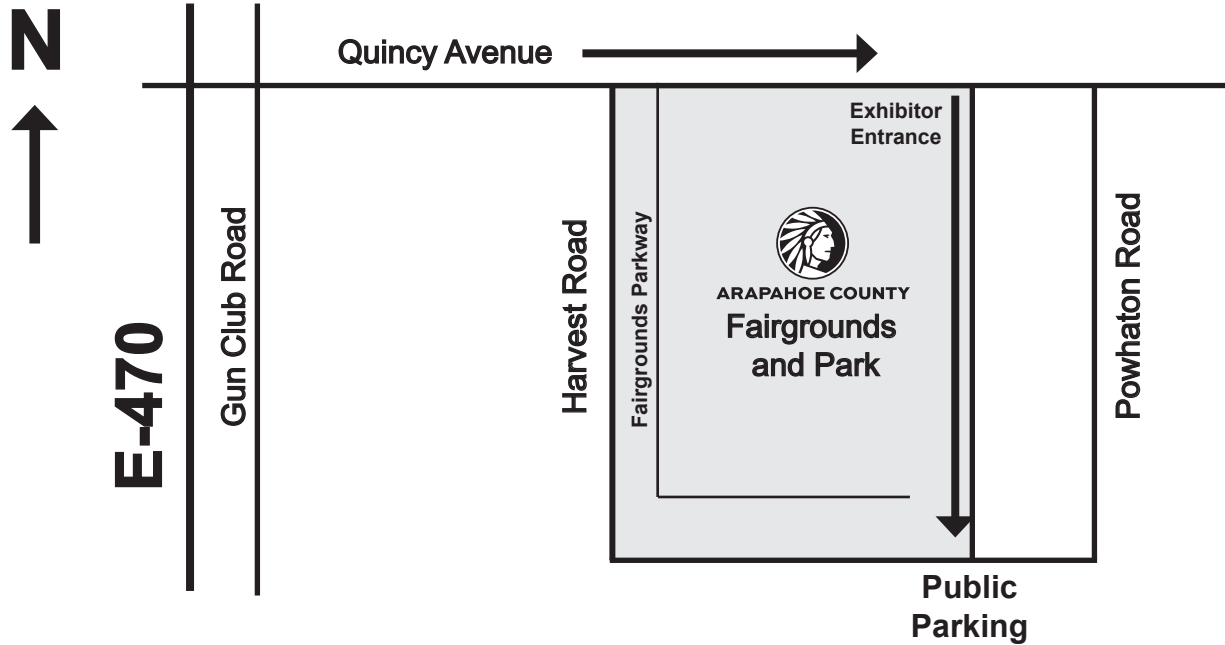 N
Quincy Avenue
Exhibitor
Entrance
E-470
Gun Club Road
Harvest Road
Fairgrounds Parkway
ARAPAHOE COUNTY
Fairgrounds
and Park
Powhaton Road
Public
Parking